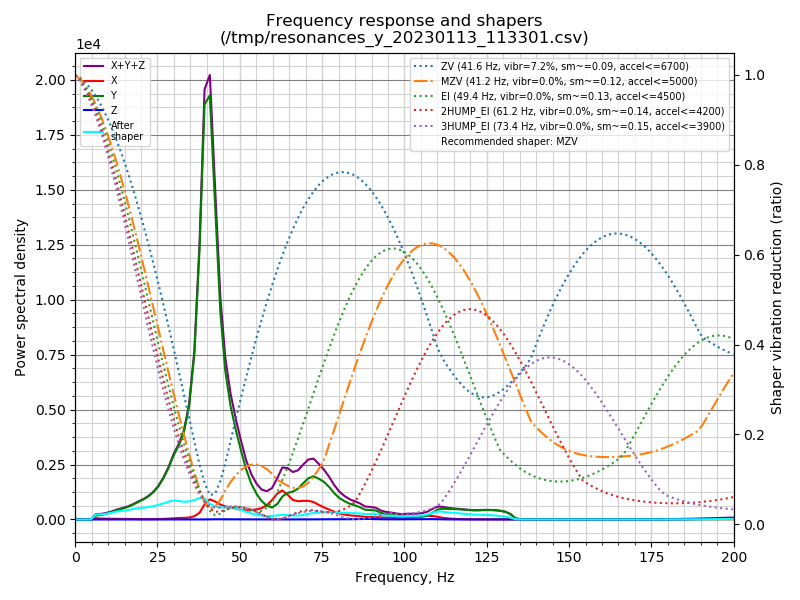 Frequency response and shapers
(/tmp/resonances_y_20230113_113301.csv)
1e4
X+Y+Z
X
Y
Z
After
shaper
ZV (41.6 Hz, vibr=7.2%, sm~=0.09, accel<=6700)
MZV (41.2 Hz, vibr=0.0%, sm~=0.12, accel<=5000)
EI (49.4 Hz, vibr=0.0%, sm~=0.13, accel<=4500)
2HUMP_EI (61.2 Hz, vibr=0.0%, sm~=0.14, accel<=4200)
3HUMP_EI (73.4 Hz, vibr=0.0%, sm~=0.15, accel<=3900)
Recommended shaper: MZV
Power spectral density
2.00
1.75
1.50
1.25
1.00
0.75
0.50
0.25
0.00
1.0
0.8
0.6
0.4
0.2
0.0
Shaper vibration reduction (ratio)
0 25 50 75 100 125 150 175 200
Frequency, Hz